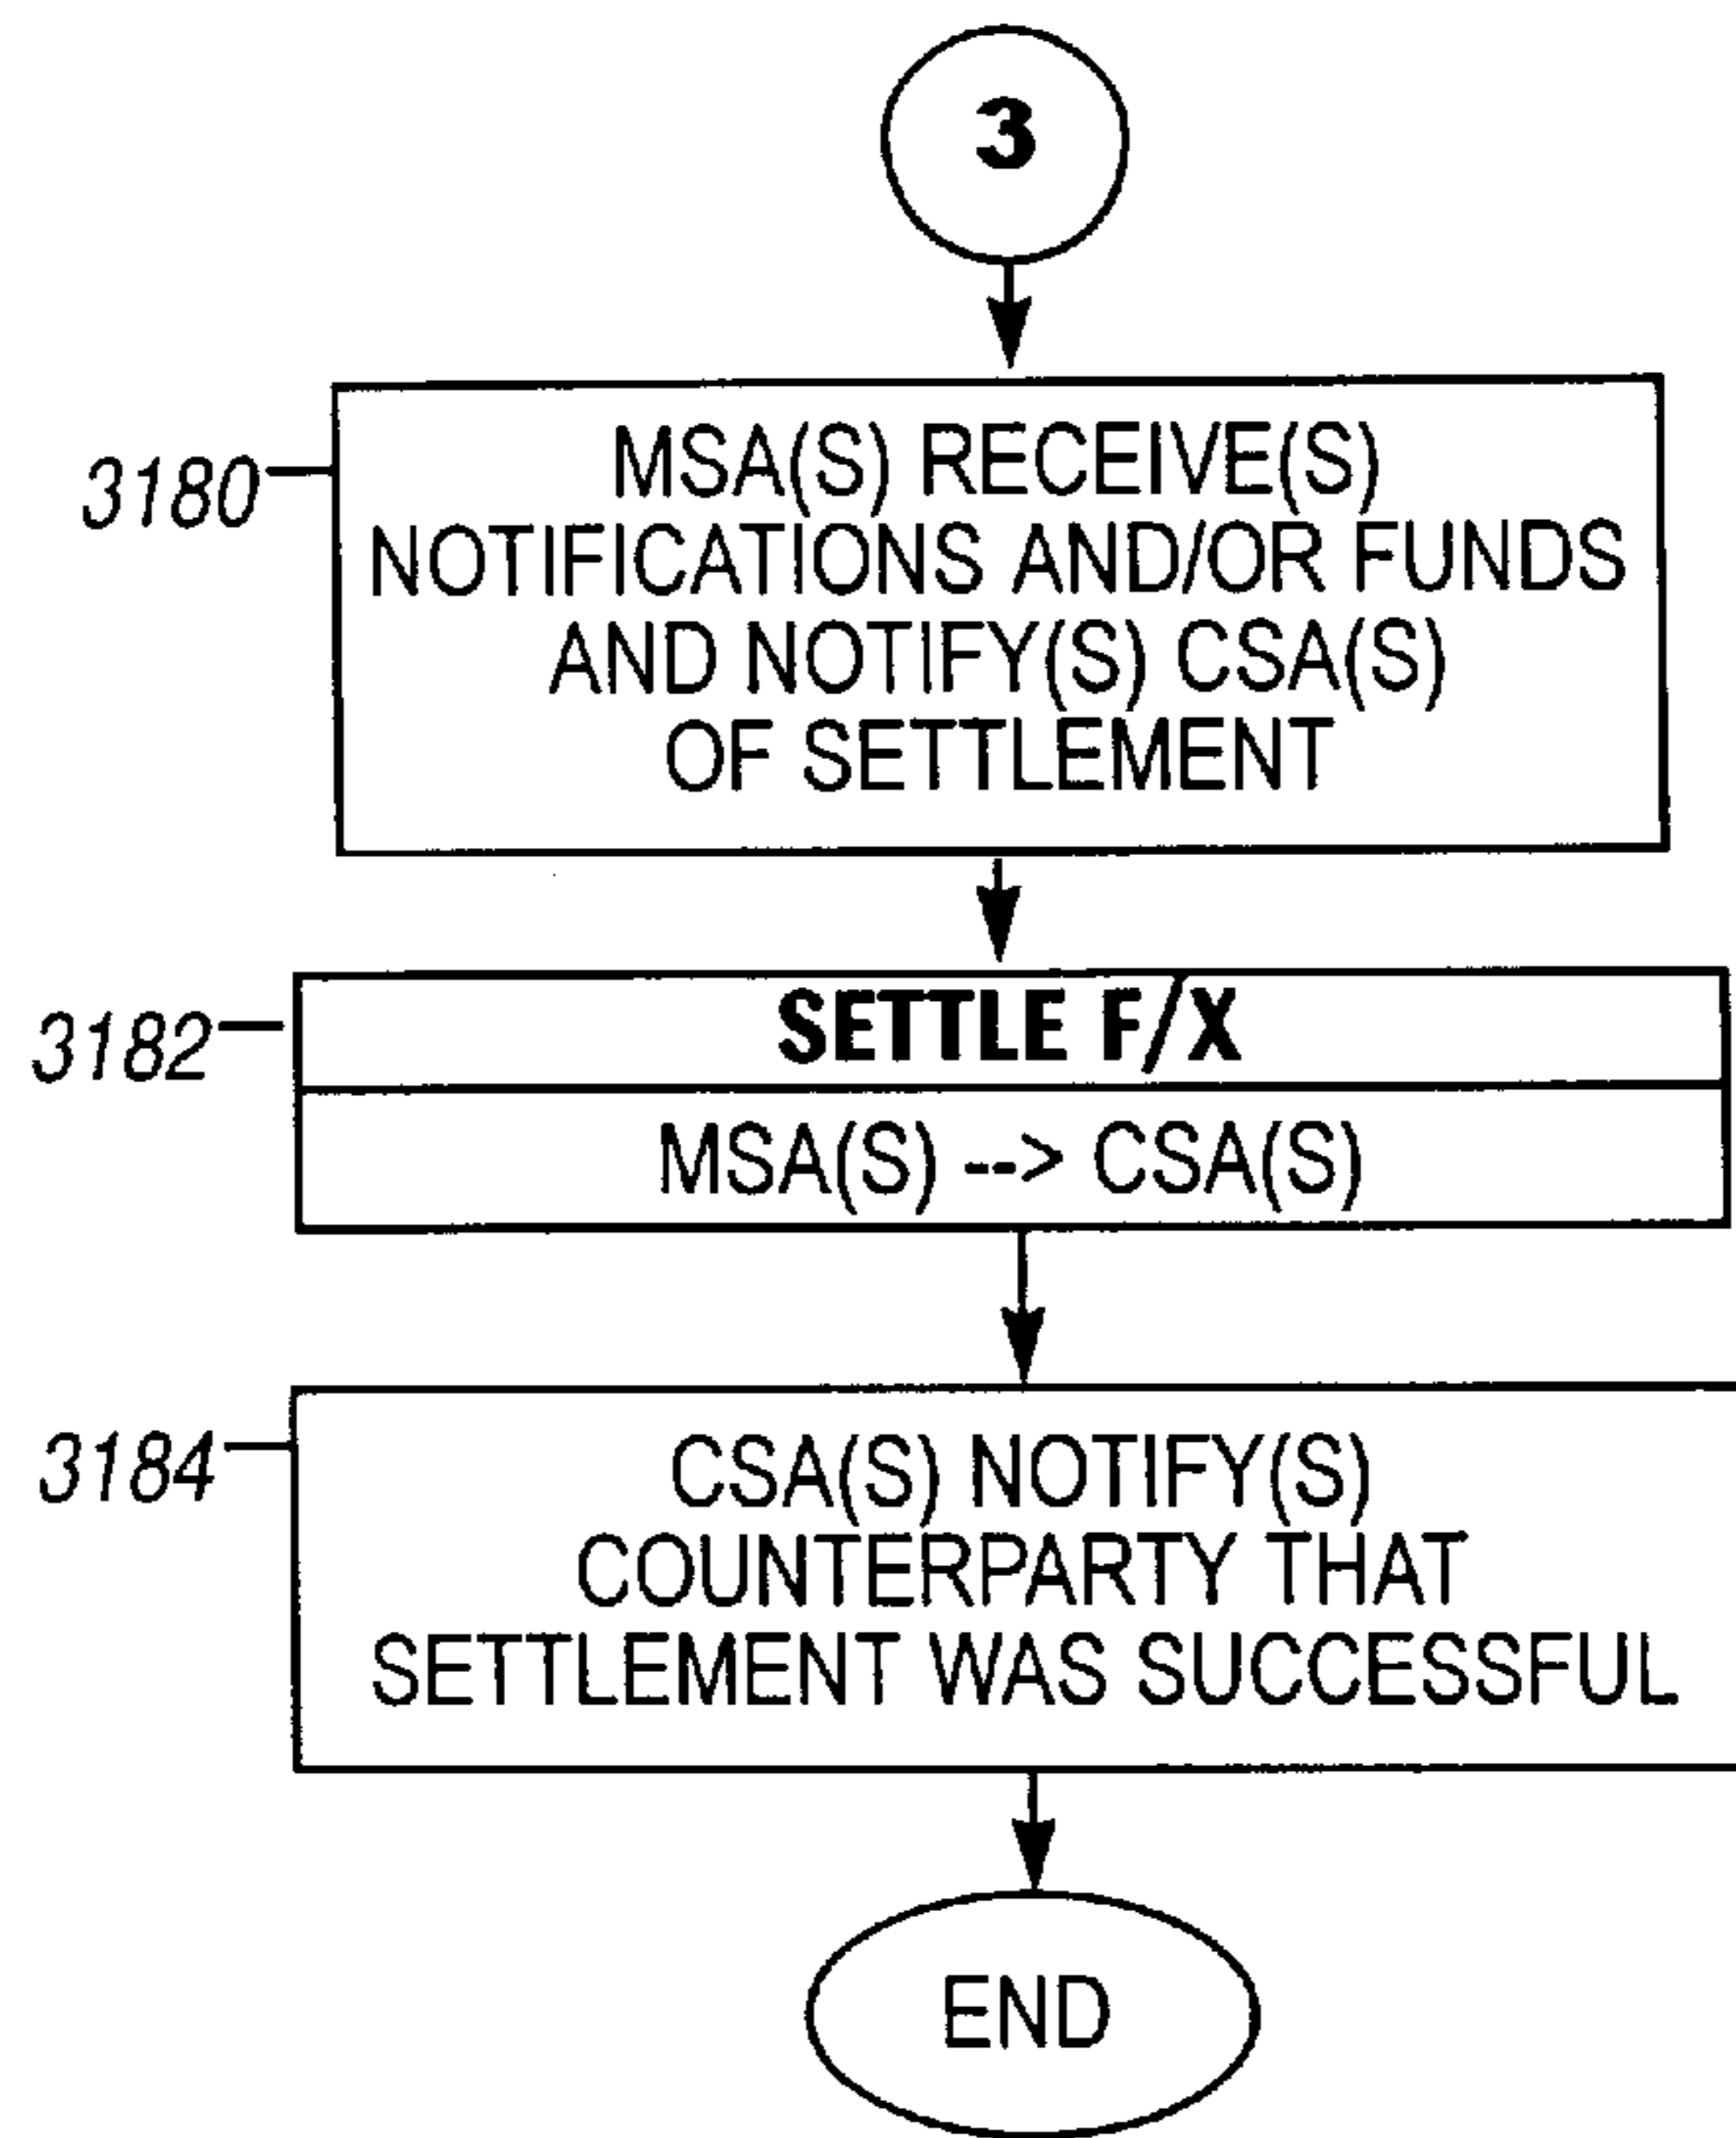 3
3180
MSA(S) RECEIVE(S)
NOTIFICATIONS AND/OR FUNDS
AND NOTIFY(S) CSA(S)
OF SETTLEMENT
3182
SETTLE F/X
MSA(S) --> CSA(S)
3184
CSA(S) NOTIFY(S)
COUNTERPARTY THAT
SETTLEMENT WAS SUCCESSFUL
END